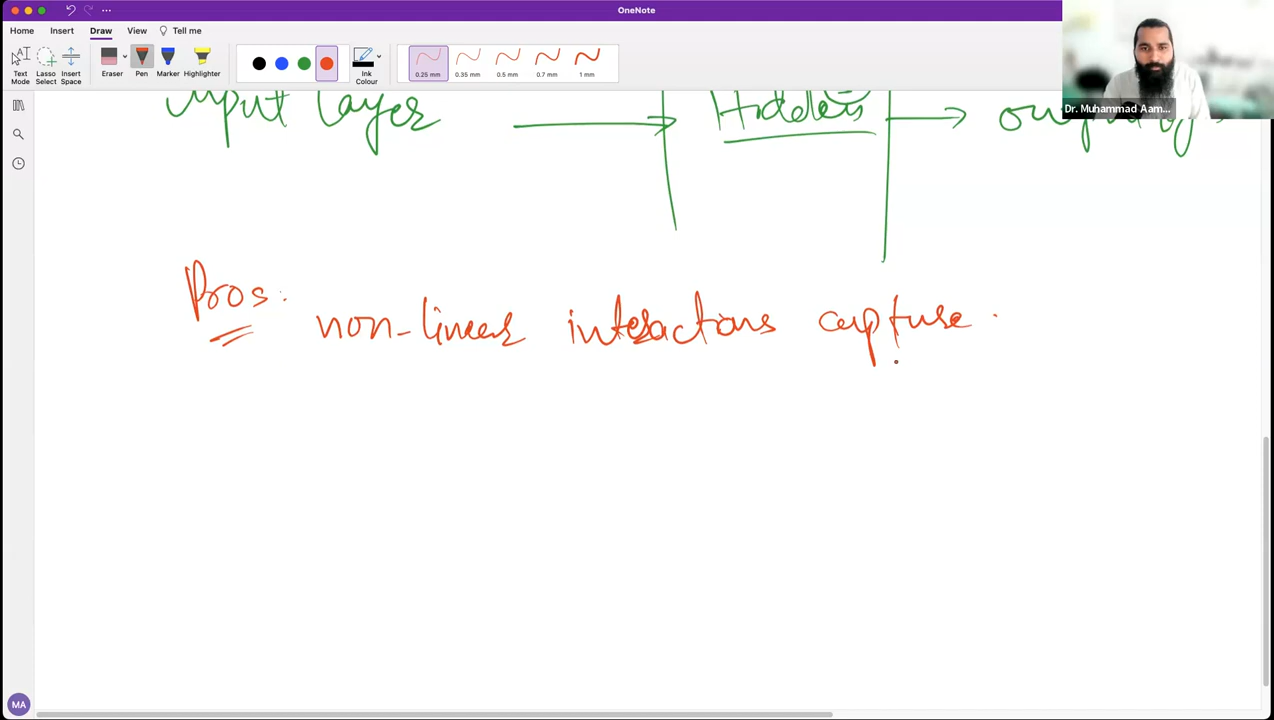 OneNote
Home Insert Draw View Tell me
Text Mode
Lasso Select
Insert Space
Eraser
Pen
Marker
Highlighter
Ink Colour
0.25 mm
0.35 mm
0.5 mm
0.7 mm
1 mm
Dr. Muhammad Aam...
input layer Hidden
Pros:
non-linear interactions capture.
MA